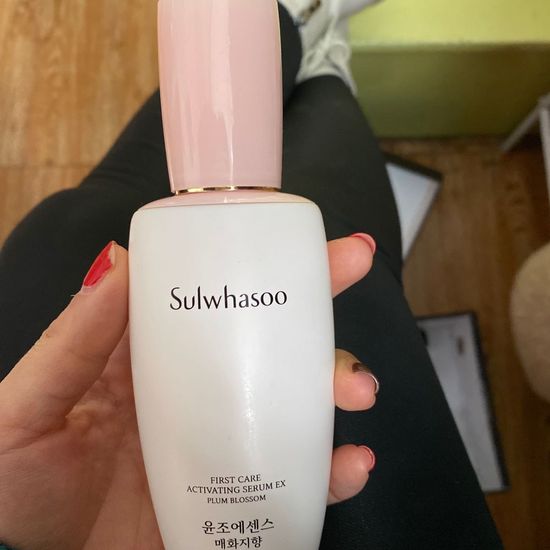 Sulwhasoo
FIRST CARE
ACTIVATING SERUM EX
PLUM BLOSSOM
윤조에센스
매화지향